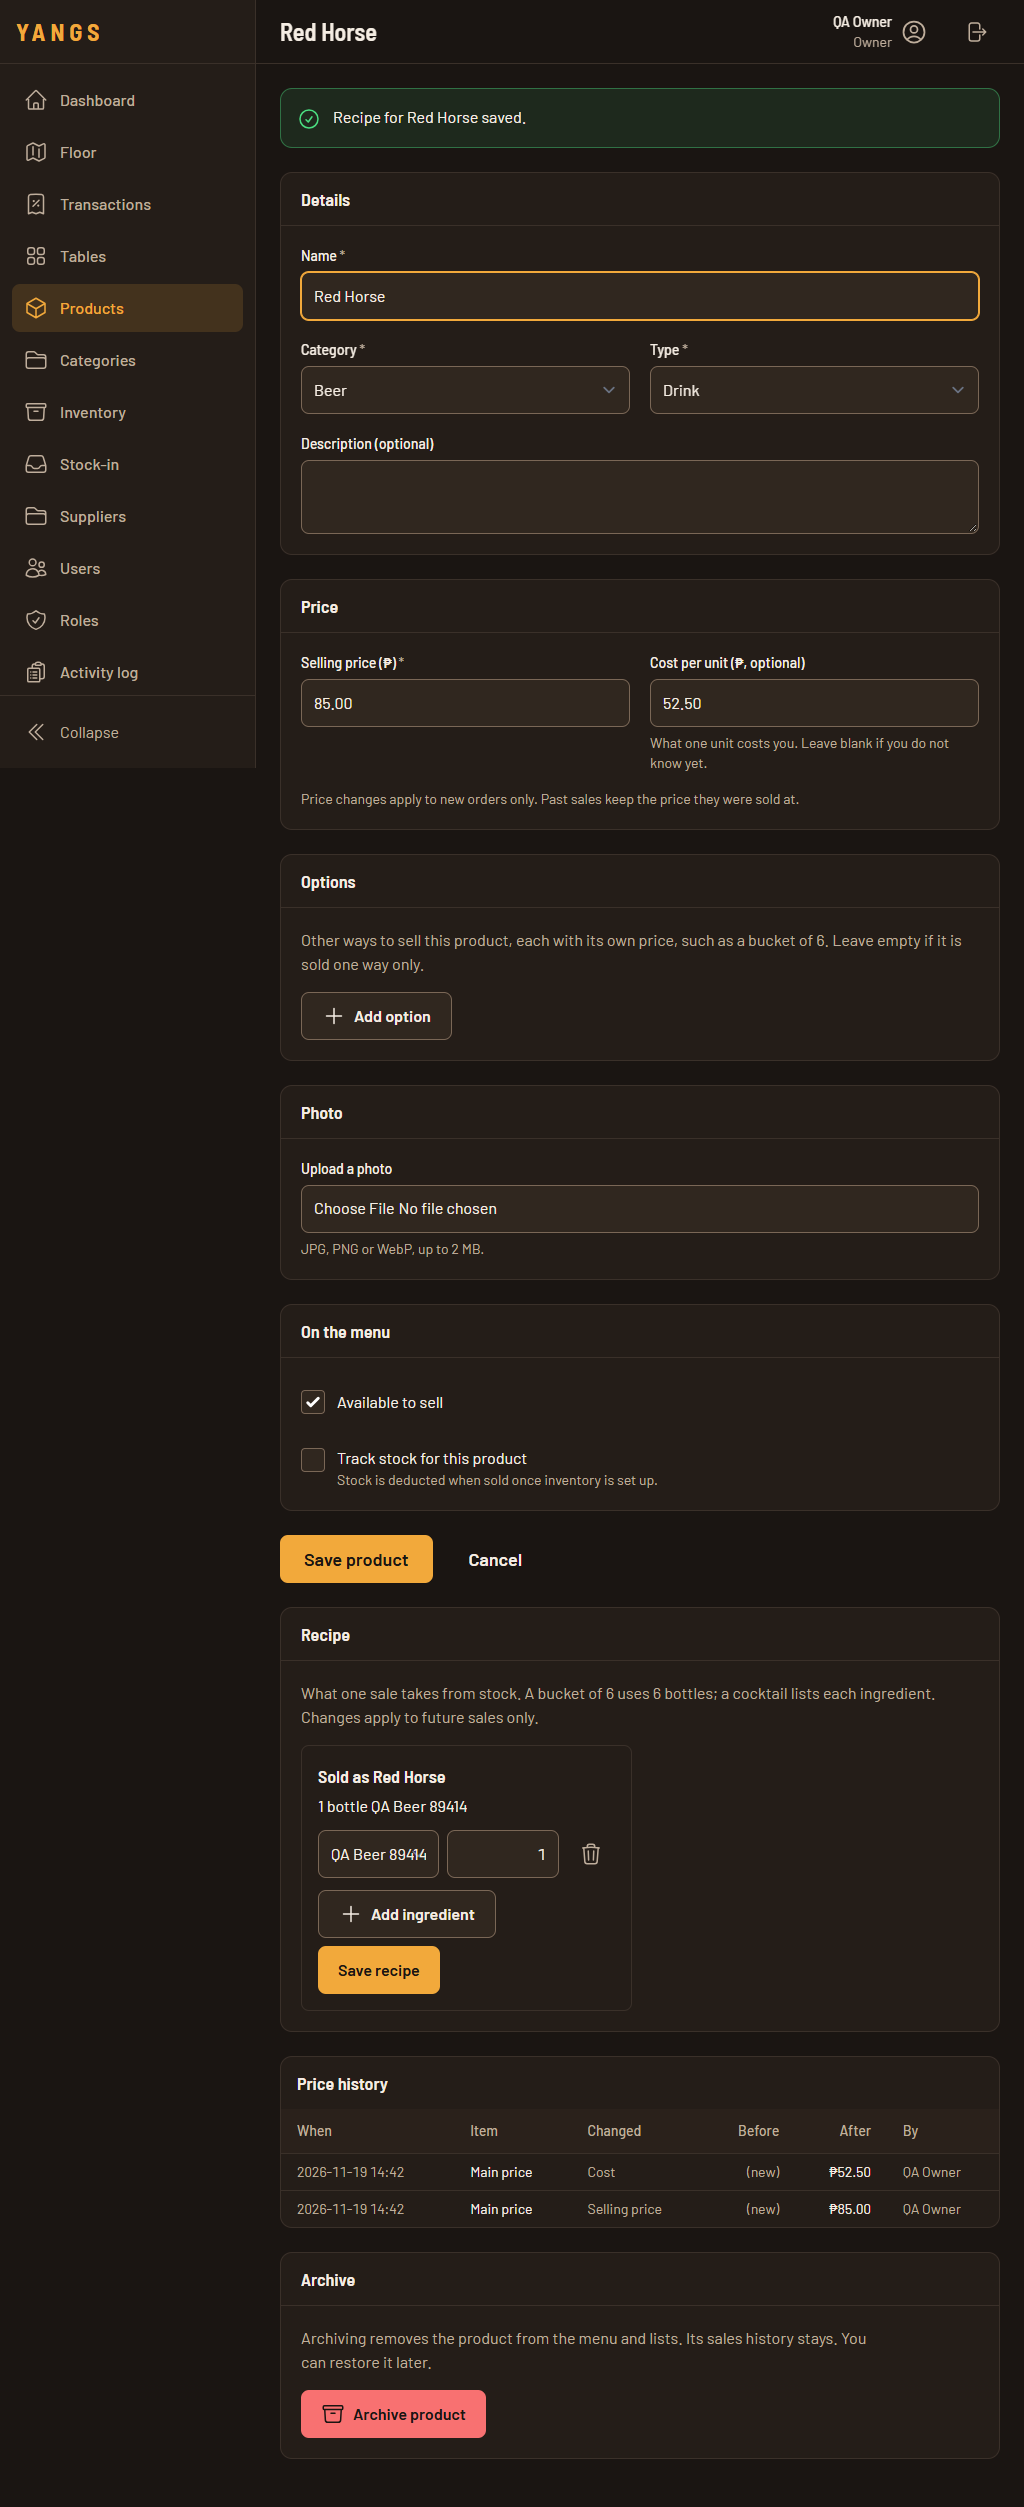 YANGS
Red Horse
QA Owner
Owner
Dashboard
Floor
Transactions
Tables
Products
Categories
Inventory
Stock-in
Suppliers
Users
Roles
Activity log
Collapse
Recipe for Red Horse saved.
Details
Name *
Red Horse
Category * Type *
Beer Drink
Description (optional)
Price
Selling price (₱) * Cost per unit (₱, optional)
85.00 52.50
What one unit costs you. Leave blank if you do not
know yet.
Price changes apply to new orders only. Past sales keep the price they were sold at.
Options
Other ways to sell this product, each with its own price, such as a bucket of 6. Leave empty if it is
sold one way only.
Add option
Photo
Upload a photo
Choose File No file chosen
JPG, PNG or WebP, up to 2 MB.
On the menu
Available to sell
Track stock for this product
Stock is deducted when sold once inventory is set up.
Save product Cancel
Recipe
What one sale takes from stock. A bucket of 6 uses 6 bottles; a cocktail lists each ingredient.
Changes apply to future sales only.
Sold as Red Horse
1 bottle QA Beer 89414
QA Beer 89414 1
Add ingredient
Save recipe
Price history
When Item Changed Before After By
2026-11-19 14:42 Main price Cost (new) ₱52.50 QA Owner
2026-11-19 14:42 Main price Selling price (new) ₱85.00 QA Owner
Archive
Archiving removes the product from the menu and lists. Its sales history stays. You
can restore it later.
Archive product